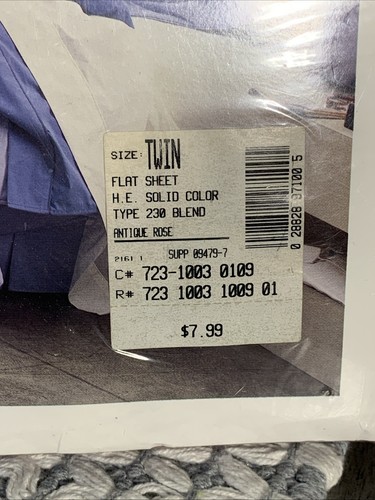 SIZE: TWIN
FLAT SHEET
H.E. SOLID COLOR
TYPE 230 BLEND
ANTIQUE ROSE
2161 1 SUPP 09479-7
C# 723-1003 0109
R# 723 1003 1009 01
$7.99
0 28828 97100 5